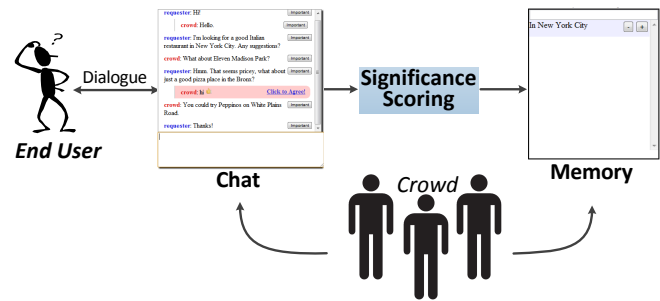 ?
requester: Hi!
Important
crowd: Hello.
Important
requester: I'm looking for a good Italian
Important
restaurant in New York City. Any suggestions?
crowd: What about Eleven Madison Park?
Important
requester: Hmm. That seems pricey, what about
Important
just a good pizza place in the Bronx?
crowd: hi
Click to Agree!
crowd: You could try Peppinos on White Plains
Important
Road.
requester: Thanks!
Important
Dialogue
End User
Chat
Significance
Scoring
In New York City
- +
Memory
Crowd